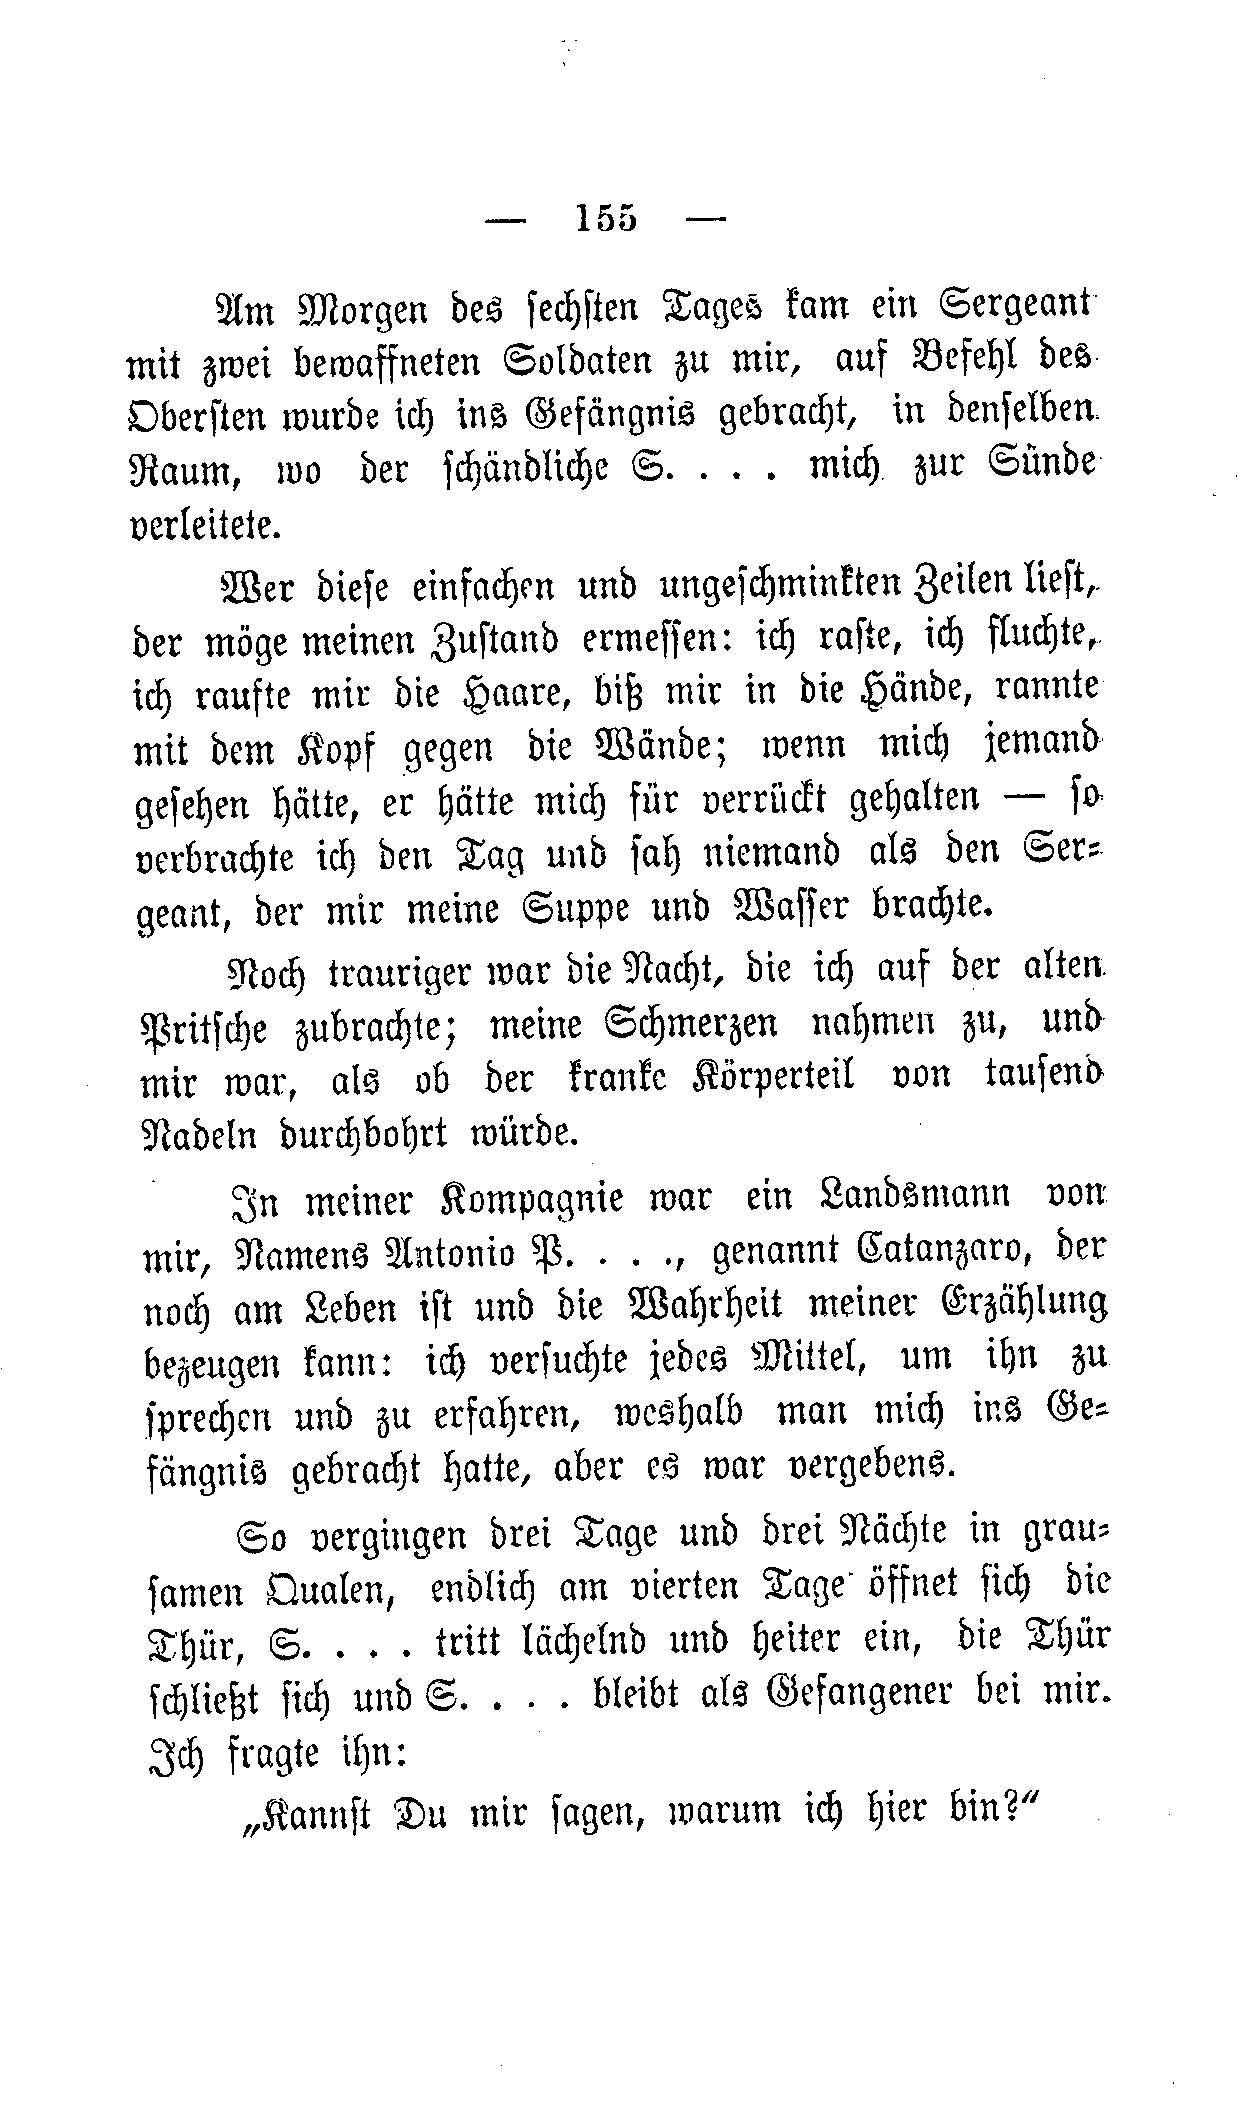 — 155 —
Am Morgen des sechsten Tages kam ein Sergeant
mit zwei bewaffneten Soldaten zu mir, auf Befehl des
Obersten wurde ich ins Gefängnis gebracht, in denselben
Raum, wo der schändliche S. . . . mich zur Sünde
verleitete.
Wer diese einfachen und ungeschminkten Zeilen liest,
der möge meinen Zustand ermessen: ich raste, ich fluchte,
ich raufte mir die Haare, biß mir in die Hände, rannte
mit dem Kopf gegen die Wände; wenn mich jemand
gesehen hätte, er hätte mich für verrückt gehalten — so
verbrachte ich den Tag und sah niemand als den Ser-
geant, der mir meine Suppe und Wasser brachte.
Noch trauriger war die Nacht, die ich auf der alten
Pritsche zubrachte; meine Schmerzen nahmen zu, und
mir war, als ob der kranke Körperteil von tausend
Nadeln durchbohrt würde.
In meiner Kompagnie war ein Landsmann von
mir, Namens Antonio P. . . ., genannt Catanzaro, der
noch am Leben ist und die Wahrheit meiner Erzählung
bezeugen kann: ich versuchte jedes Mittel, um ihn zu
sprechen und zu erfahren, weshalb man mich ins Ge-
fängnis gebracht hatte, aber es war vergebens.
So vergingen drei Tage und drei Nächte in grau-
samen Qualen, endlich am vierten Tage öffnet sich die
Thür, S. . . . tritt lächelnd und heiter ein, die Thür
schließt sich und S. . . . bleibt als Gefangener bei mir.
Ich fragte ihn:
„Kannst Du mir sagen, warum ich hier bin?“